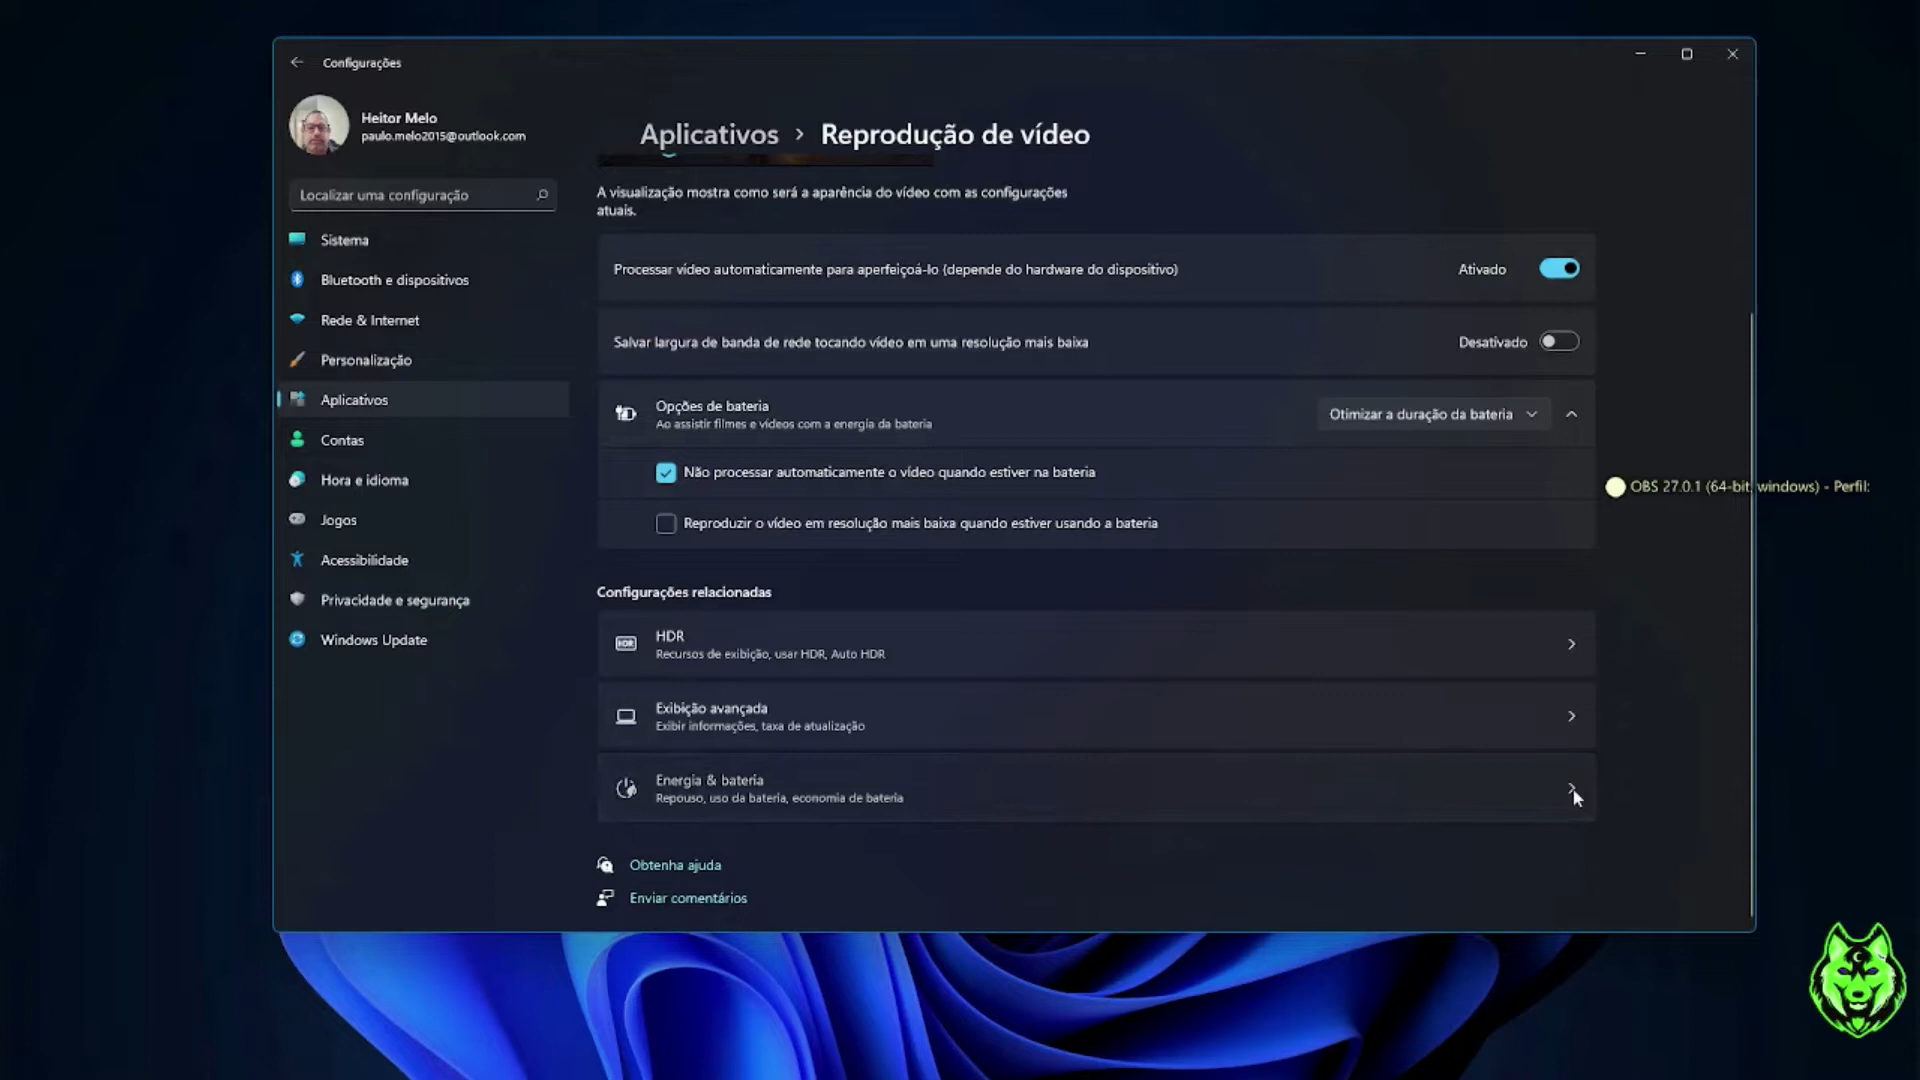 Configurações
Heitor Melo
paulo.melo2015@outlook.com
Localizar uma configuração
Sistema
Bluetooth e dispositivos
Rede & Internet
Personalização
Aplicativos
Contas
Hora e idioma
Jogos
Acessibilidade
Privacidade e segurança
Windows Update
Aplicativos > Reprodução de vídeo
A visualização mostra como será a aparência do vídeo com as configurações
atuais.
Processar vídeo automaticamente para aperfeiçoá-lo (depende do hardware do dispositivo)
Ativado
Salvar largura de banda de rede tocando vídeo em uma resolução mais baixa
Desativado
Opções de bateria
Ao assistir filmes e vídeos com a energia da bateria
Otimizar a duração da bateria
Não processar automaticamente o vídeo quando estiver na bateria
Reproduzir o vídeo em resolução mais baixa quando estiver usando a bateria
Configurações relacionadas
HDR
HDR
Recursos de exibição, usar HDR, Auto HDR
Exibição avançada
Exibir informações, taxa de atualização
Energia & bateria
Repouso, uso da bateria, economia de bateria
Obtenha ajuda
Enviar comentários
OBS 27.0.1 (64-bit, windows) - Perfil: